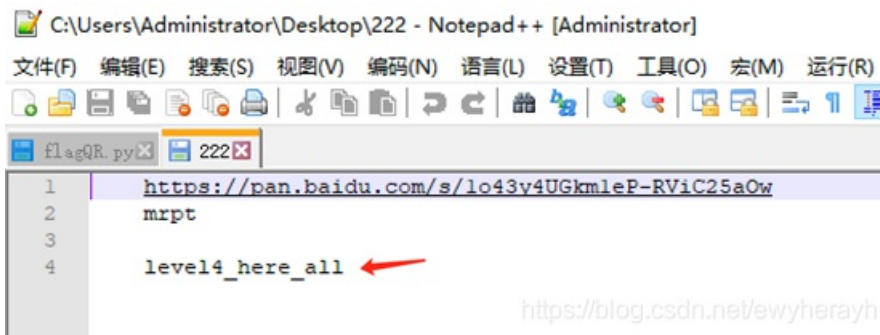 C:\Users\Administrator\Desktop\222 - Notepad++ [Administrator]
文件(F) 编辑(E) 搜索(S) 视图(V) 编码(N) 语言(L) 设置(T) 工具(O) 宏(M) 运行(R)
flagQR.py 222
1 https://pan.baidu.com/s/1o43y4UGkm1eP-RViC25aOw
2 mrpt
3
4 level4_here_all
https://blog.csdn.net/ewyherayh